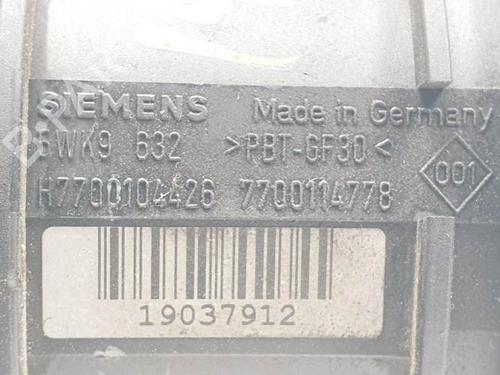 SIEMENS Made in Germany
5WK9 632 >PBT-GF30<
H7700104426 7700114778
001
19037912